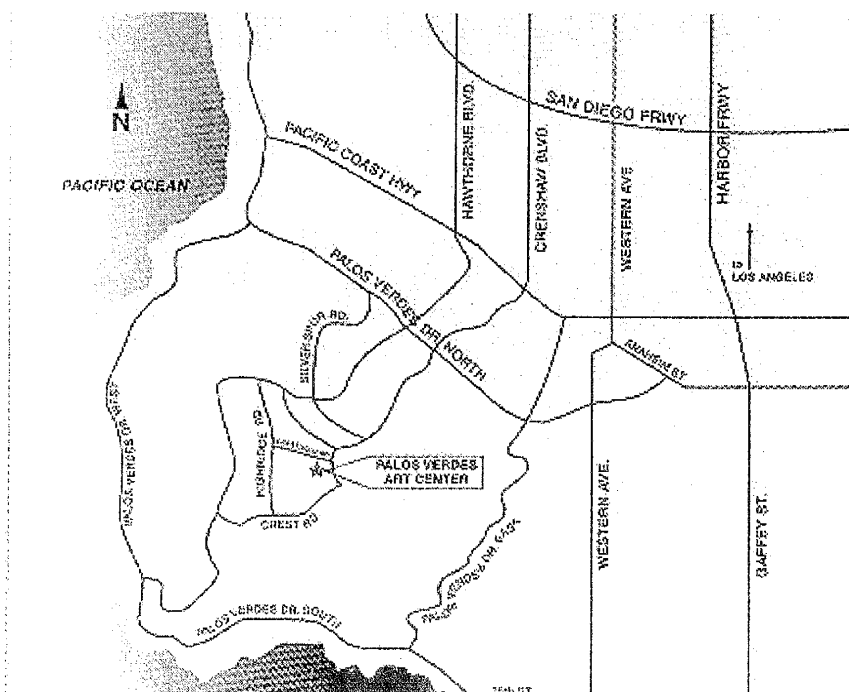 N
PACIFIC OCEAN
PACIFIC COAST HWY
HAWTHORNE BLVD.
CRENSHAW BLVD.
SAN DIEGO FRWY
WESTERN AVE
HARBOR FRWY
TO
LOS ANGELES
PALOS VERDES DR. NORTH
SILVER SPUR RD.
ANAHEIM ST.
PALOS VERDES DR. WEST
HIGHRIDGE RD
PALOS VERDES
ART CENTER
CREST RD
PALOS VERDES DR. EAST
WESTERN AVE.
GAFFEY ST.
PALOS VERDES DR. SOUTH
25th ST.